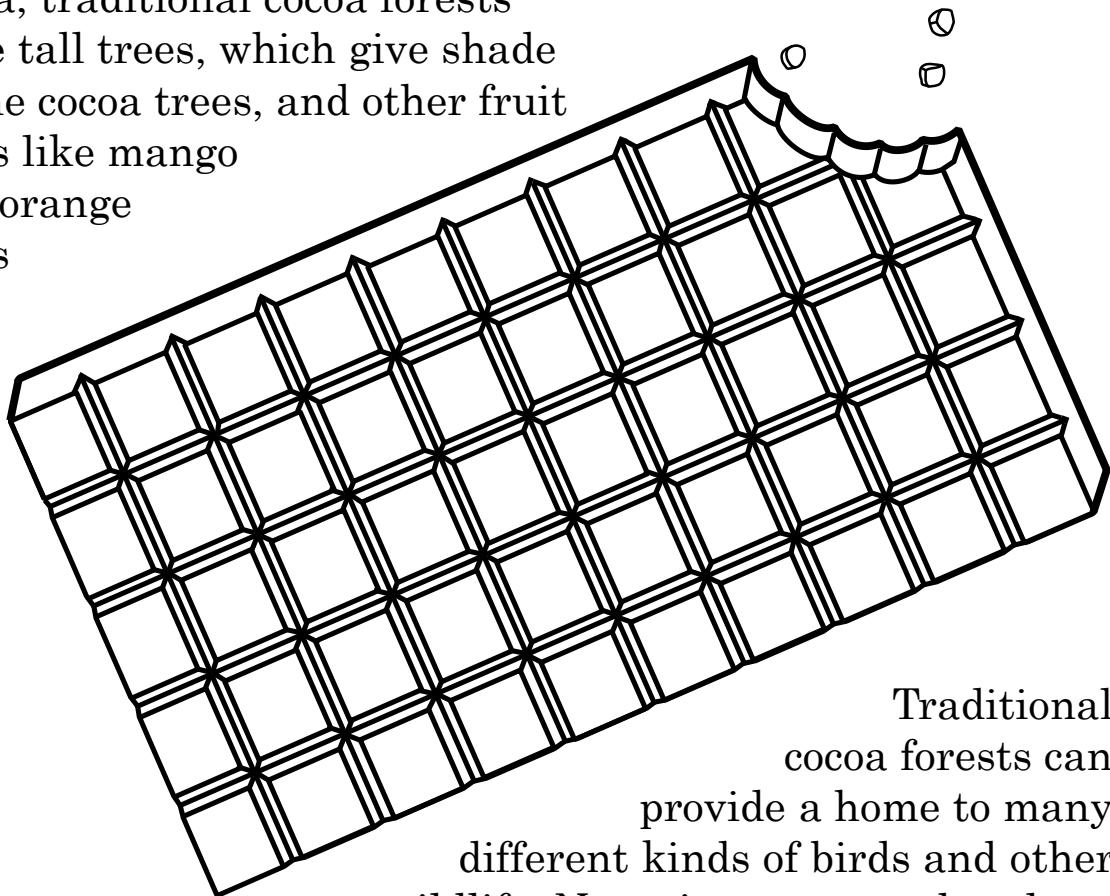 traditional cocoa forests
tall trees, which give shade
cocoa trees, and other fruit
like mango
orange
Traditional
cocoa forests can
provide a home to many
different kinds of birds and other